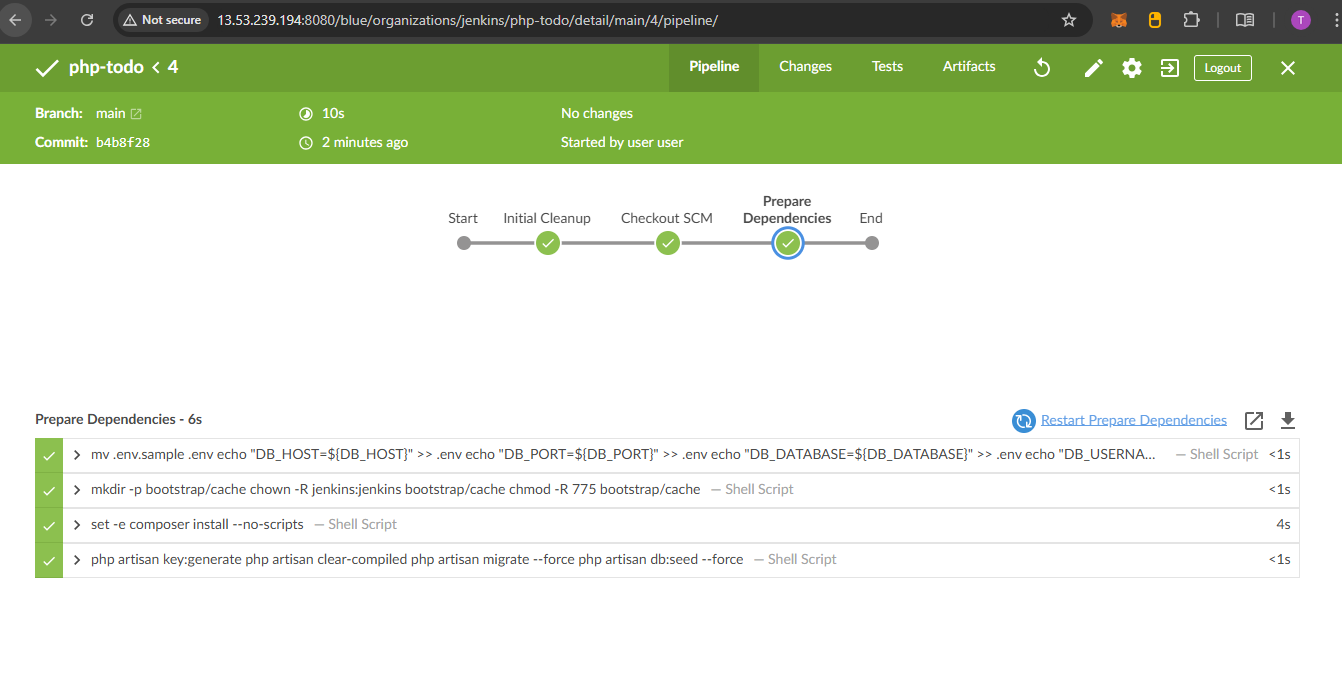 Not secure 13.53.239.194:8080/blue/organizations/jenkins/php-todo/detail/main/4/pipeline/ T
php-todo < 4 Pipeline Changes Tests Artifacts Logout
Branch: main 10s No changes
Commit: b4b8f28 2 minutes ago Started by user user
Prepare
Start Initial Cleanup Checkout SCM Dependencies End
Prepare Dependencies - 6s Restart Prepare Dependencies
mv .env.sample .env echo "DB_HOST=${DB_HOST}" >> .env echo "DB_PORT=${DB_PORT}" >> .env echo "DB_DATABASE=${DB_DATABASE}" >> .env echo "DB_USERNA... — Shell Script <1s
mkdir -p bootstrap/cache chown -R jenkins:jenkins bootstrap/cache chmod -R 775 bootstrap/cache — Shell Script <1s
set -e composer install --no-scripts — Shell Script 4s
php artisan key:generate php artisan clear-compiled php artisan migrate --force php artisan db:seed --force — Shell Script <1s